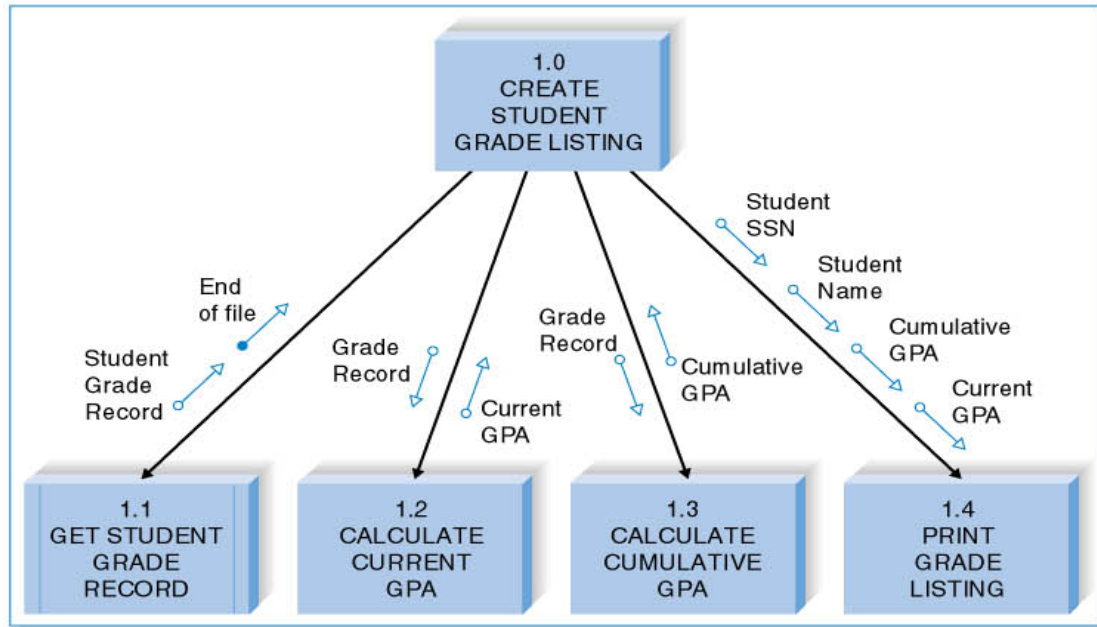 1.0
CREATE
STUDENT
GRADE LISTING
Student
SSN
Student
Name
Cumulative
GPA
Current
GPA
End
of file
Student
Grade
Record
Grade
Record
Current
GPA
Grade
Record
Cumulative
GPA
1.1
GET STUDENT
GRADE
RECORD
1.2
CALCULATE
CURRENT
GPA
1.3
CALCULATE
CUMULATIVE
GPA
1.4
PRINT
GRADE
LISTING